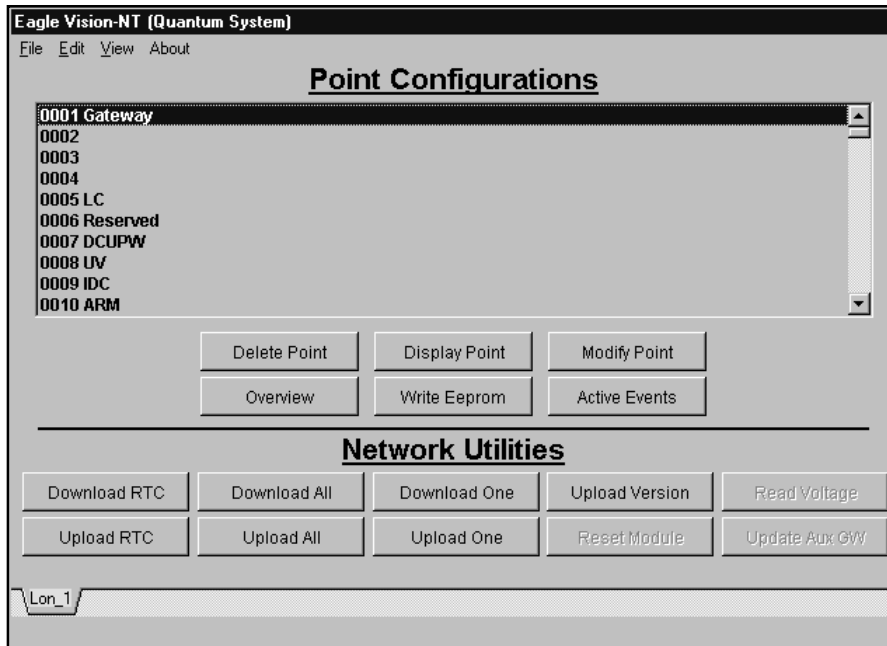 Eagle Vision-NT (Quantum System)
File Edit View About
Point Configurations
0001 Gateway
0002
0003
0004
0005 LC
0006 Reserved
0007 DCUPW
0008 UV
0009 IDC
0010 ARM
Delete Point Display Point Modify Point
Overview Write Eeprom Active Events
Network Utilities
Download RTC Download All Download One Upload Version Read Voltage
Upload RTC Upload All Upload One Reset Module Update Aux GW
Lon_1